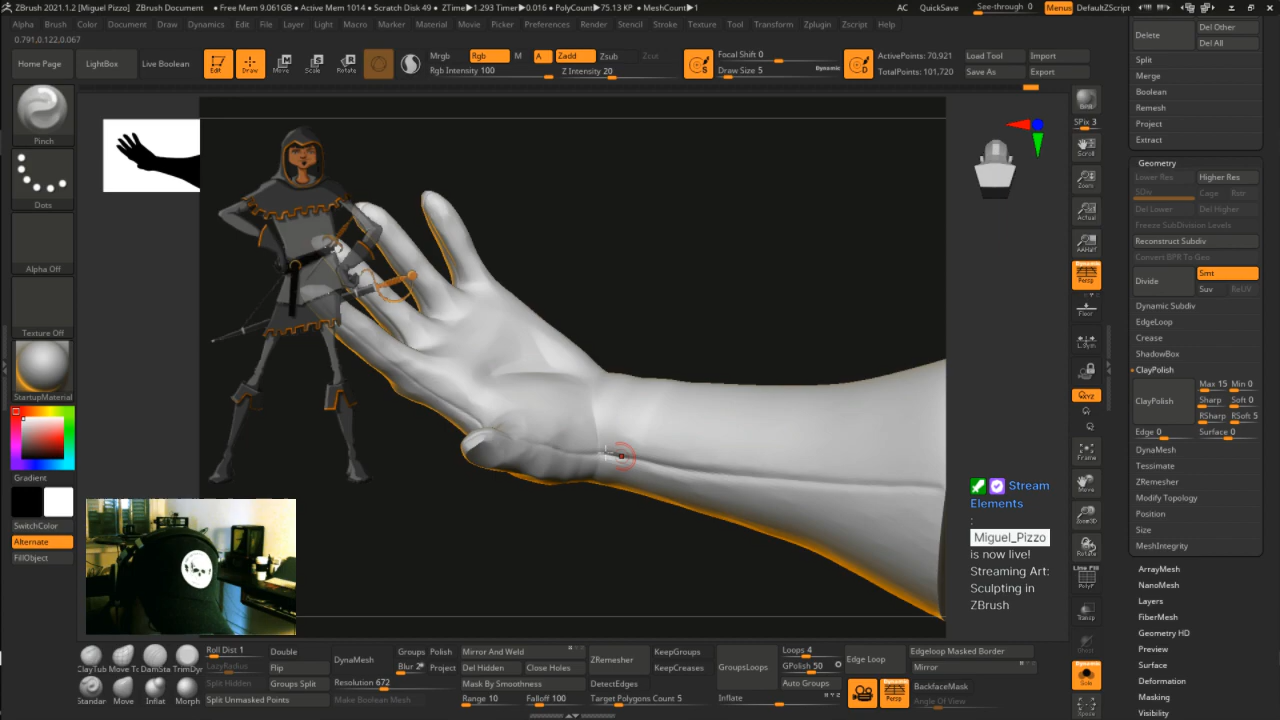 ZBrush 2021.1.2 [Miguel Pizzo] ZBrush Document • Free Mem 9.061GB • Active Mem 1014 • Scratch Disk 49 • ZTime▶1.293 Timer▶0.016 • PolyCount▶75.13 KP • MeshCount▶1 AC QuickSave See-through 0 Menus DefaultZScript
Alpha Brush Color Document Draw Dynamics Edit File Layer Light Macro Marker Material Movie Picker Preferences Render Stencil Stroke Texture Tool Transform Zplugin Zscript Help
0.791,0.122,0.067
Home Page LightBox Live Boolean Edit Draw Move Scale Rotate
Mrgb Rgb M A Zadd Zsub Zcut
Rgb Intensity 100 Z Intensity 20
Focal Shift 0
Draw Size 5 Dynamic
S
D
ActivePoints: 70,921
TotalPoints: 101,720
Load Tool Import
Save As Export
Pinch
Dots
Alpha Off
Texture Off
StartupMaterial
Gradient
SwitchColor
Alternate
FillObject
Stream
Elements
:
Miguel_Pizzo
is now live!
Streaming Art:
Sculpting in
ZBrush
BPR
SPix 3
Scroll
Zoom
Actual
AAHalf
Dynamic
Persp
Floor
L.Sym
XYZ
Frame
Move
Zoom3D
Rotate
Line Fill
PolyF
Transp
Dynamic
Solo
Xpose
Delete Del Other
Del All
Split
Merge
Boolean
Remesh
Project
Extract
Geometry
Lower Res Higher Res
SDiv Cage Rstr
Del Lower Del Higher
Freeze SubDivision Levels
Reconstruct Subdiv
Convert BPR To Geo
Divide Smt
Suv ReUV
Dynamic Subdiv
EdgeLoop
Crease
ShadowBox
ClayPolish
ClayPolish Max 15 Min 0
Sharp Soft 0
RSharp RSoft 5
Edge 0 Surface 0
DynaMesh
Tessimate
ZRemesher
Modify Topology
Position
Size
MeshIntegrity
ArrayMesh
NanoMesh
Layers
FiberMesh
Geometry HD
Preview
Surface
Deformation
Masking
Visibility
ClayTub Move To DamSta TrimDyr
Standar Move Inflat Morph
Roll Dist 1
LazyRadius
Split Hidden
Split Unmasked Points
Double
Flip
Groups Split
DynaMesh
Groups Polish
Blur 2 Project
Resolution 672
Make Boolean Mesh
Mirror And Weld
Del Hidden Close Holes
Mask By Smoothness
Range 10 Falloff 100
ZRemesher
DetectEdges
Target Polygons Count 5
KeepGroups
KeepCreases
GroupsLoops
Inflate
Loops 4
GPolish 50
Auto Groups
Edge Loop
Persp
Edgeloop Masked Border
Mirror
BackfaceMask
Angle Of View